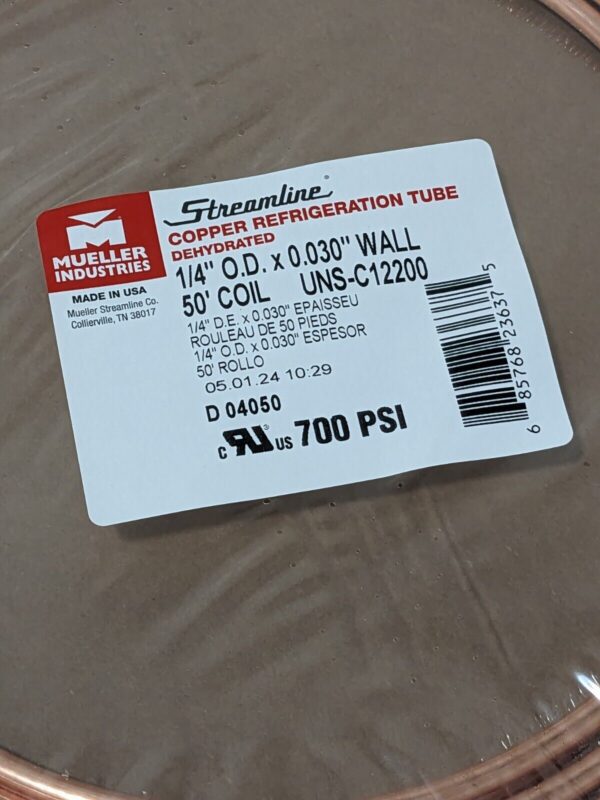 MUELLER
INDUSTRIES
MADE IN USA
Mueller Streamline Co.
Collierville, TN 38017
Streamline®
COPPER REFRIGERATION TUBE
DEHYDRATED
1/4" O.D. x 0.030" WALL
50' COIL UNS-C12200
1/4" D.E. x 0.030" EPAISSEU
ROULEAU DE 50 PIEDS
1/4" O.D. x 0.030" ESPESOR
50' ROLLO
05.01.24 10:29
D 04050
c RU® US 700 PSI
6 85768 23637 5